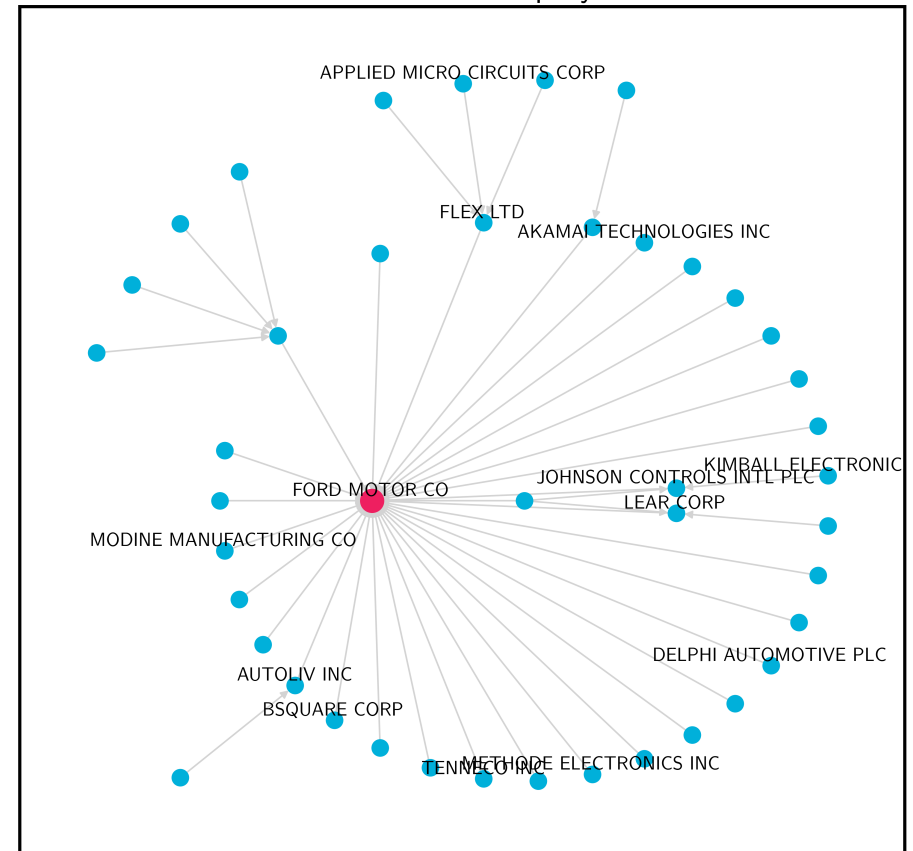 APPLIED MICRO CIRCUITS CORP
FLEX LTD
AKAMAI TECHNOLOGIES INC
KIMBALL ELECTRONIC
JOHNSON CONTROLS INTL PLC
FORD MOTOR CO
LEAR CORP
MODINE MANUFACTURING CO
DELPHI AUTOMOTIVE PLC
AUTOLIV INC
BSQUARE CORP
METHODE ELECTRONICS INC
TENNECO INC